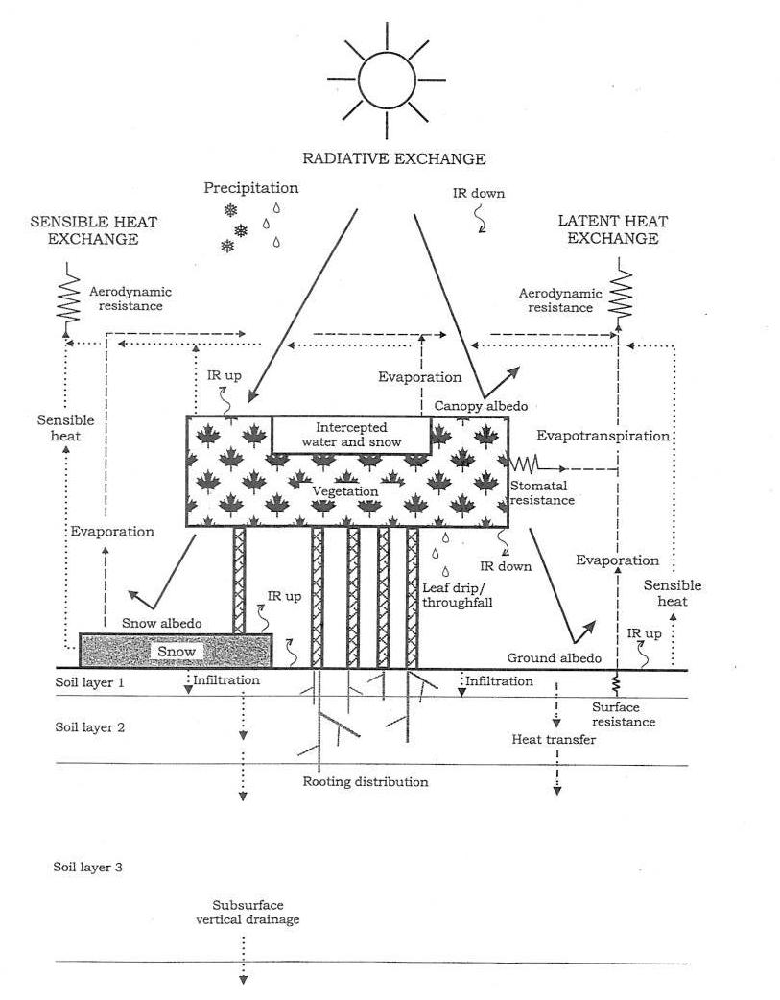 RADIATIVE EXCHANGE
Precipitation
IR down
SENSIBLE HEAT
EXCHANGE
LATENT HEAT
EXCHANGE
Aerodynamic
resistance
Aerodynamic
resistance
IR up
Evaporation
Canopy albedo
Sensible
heat
Intercepted
water and snow
Evapotranspiration
Vegetation
Stomatal
resistance
Evaporation
IR down
Evaporation
Leaf drip/
throughfall
Sensible
heat
IR up
Snow albedo
IR up
Snow
Ground albedo
Soil layer 1
Infiltration
Infiltration
Surface
resistance
Soil layer 2
Heat transfer
Rooting distribution
Soil layer 3
Subsurface
vertical drainage